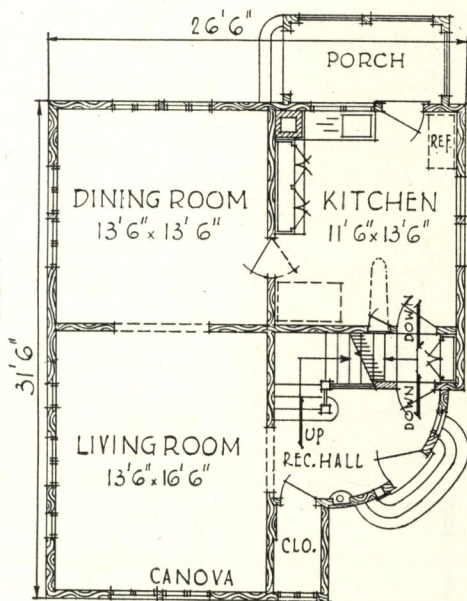 26'6"
PORCH
REF.
DINING ROOM
13'6" x 13'6"
KITCHEN
11'6" x 13'6"
31'6"
DOWN
DOWN
UP
REC. HALL
LIVING ROOM
13'6" x 16'6"
CLO.
CANOVA